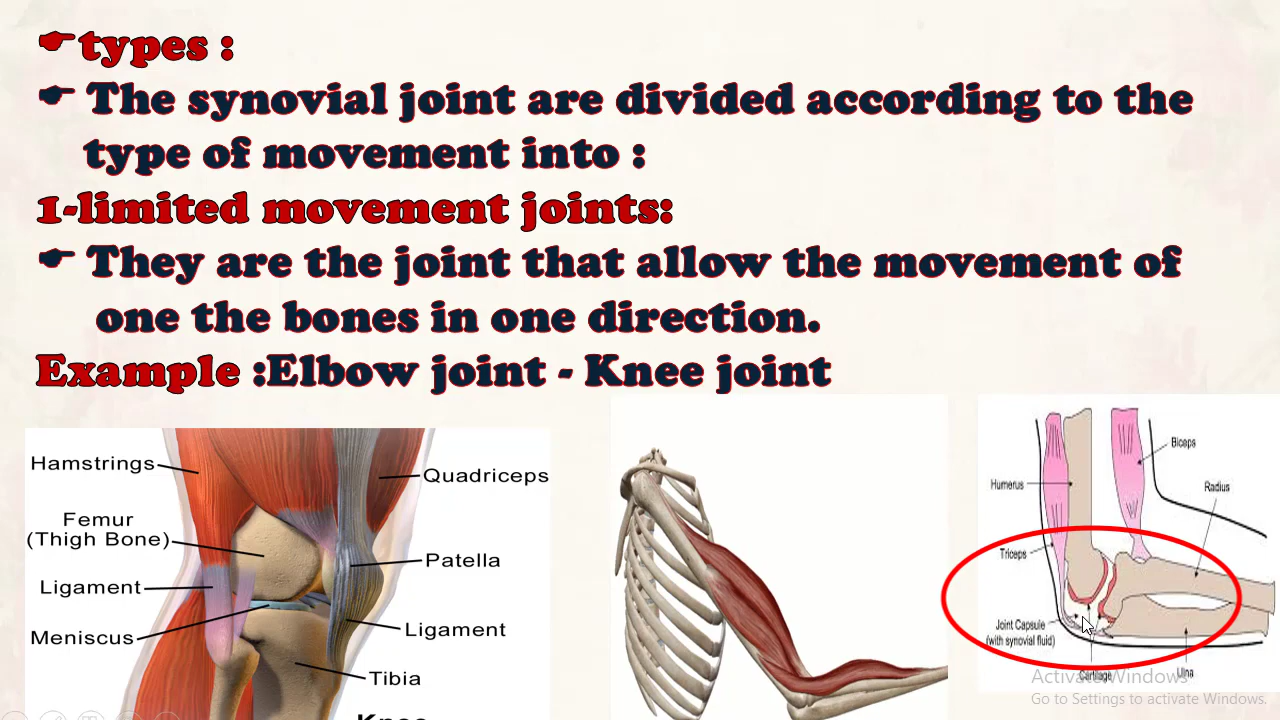 ☛types :
☛ The synovial joint are divided according to the
type of movement into :
1-limited movement joints:
☛ They are the joint that allow the movement of
one the bones in one direction.
Example :Elbow joint - Knee joint
Hamstrings
Quadriceps
Femur
(Thigh Bone)
Patella
Ligament
Ligament
Meniscus
Tibia
Knee
Biceps
Humerus
Radius
Triceps
Joint Capsule
(with synovial fluid)
Cartilage
Ulna
Activate Windows
Go to Settings to activate Windows.